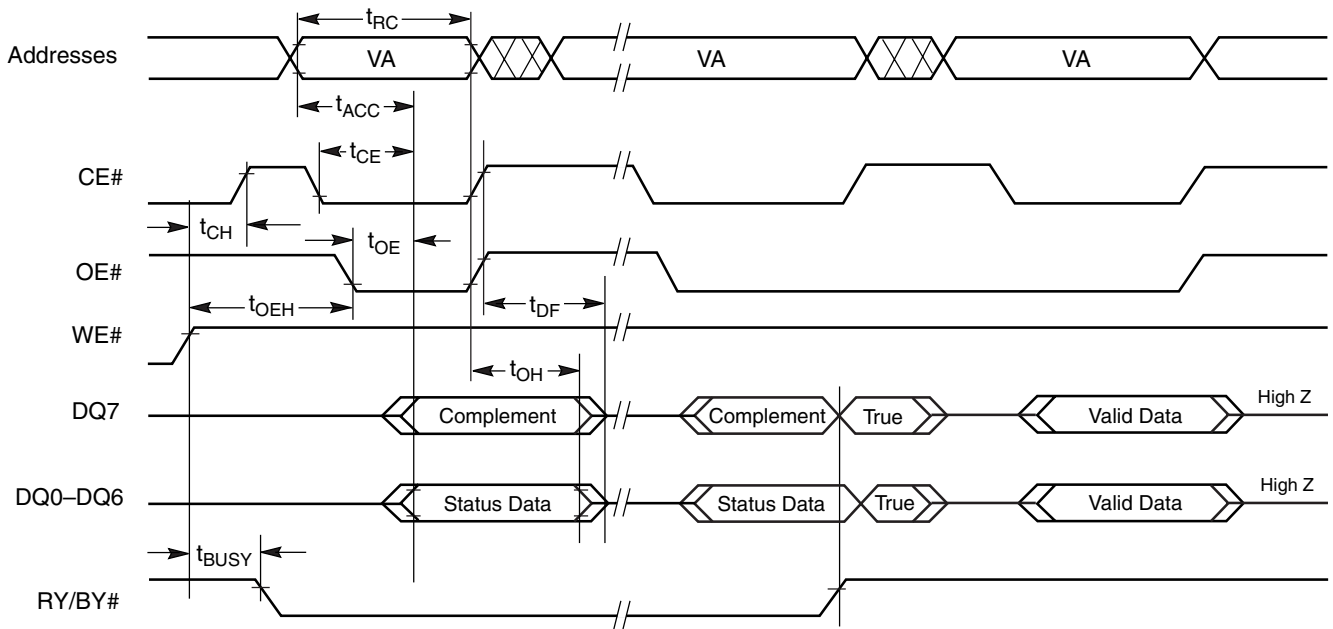 tRC
Addresses VA VA VA
tACC
tCE
CE#
tCH tOE
OE#
tOEH tDF
WE#
tOH
DQ7 Complement Complement True Valid Data High Z
DQ0–DQ6 Status Data Status Data True Valid Data High Z
tBUSY
RY/BY#